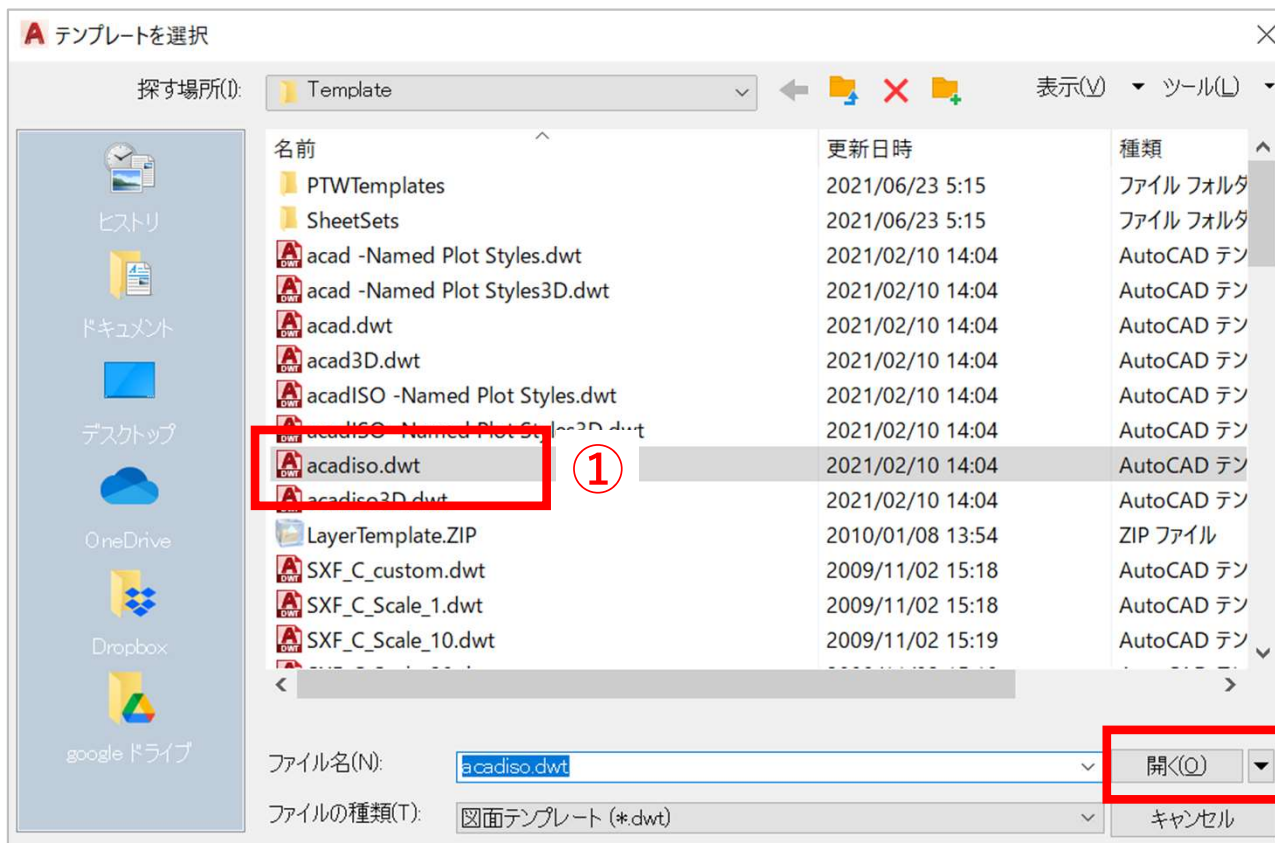 テンプレートを選択
探す場所(I): Template 表示(V) ツール(L)
名前 更新日時 種類
PTWTemplates 2021/06/23 5:15 ファイル フォルダ
SheetSets 2021/06/23 5:15 ファイル フォルダ
acad -Named Plot Styles.dwt 2021/02/10 14:04 AutoCAD テン
acad -Named Plot Styles3D.dwt 2021/02/10 14:04 AutoCAD テン
acad.dwt 2021/02/10 14:04 AutoCAD テン
acad3D.dwt 2021/02/10 14:04 AutoCAD テン
acadISO -Named Plot Styles.dwt 2021/02/10 14:04 AutoCAD テン
acadISO -Named Plot Styles3D.dwt 2021/02/10 14:04 AutoCAD テン
acadiso.dwt ① 2021/02/10 14:04 AutoCAD テン
acadiso3D.dwt 2021/02/10 14:04 AutoCAD テン
LayerTemplate.ZIP 2010/01/08 13:54 ZIP ファイル
SXF_C_custom.dwt 2009/11/02 15:18 AutoCAD テン
SXF_C_Scale_1.dwt 2009/11/02 15:18 AutoCAD テン
SXF_C_Scale_10.dwt 2009/11/02 15:19 AutoCAD テン
ヒストリ
ドキュメント
デスクトップ
OneDrive
Dropbox
google ドライブ
ファイル名(N): acadiso.dwt 開く(O)
ファイルの種類(T): 図面テンプレート (*.dwt) キャンセル